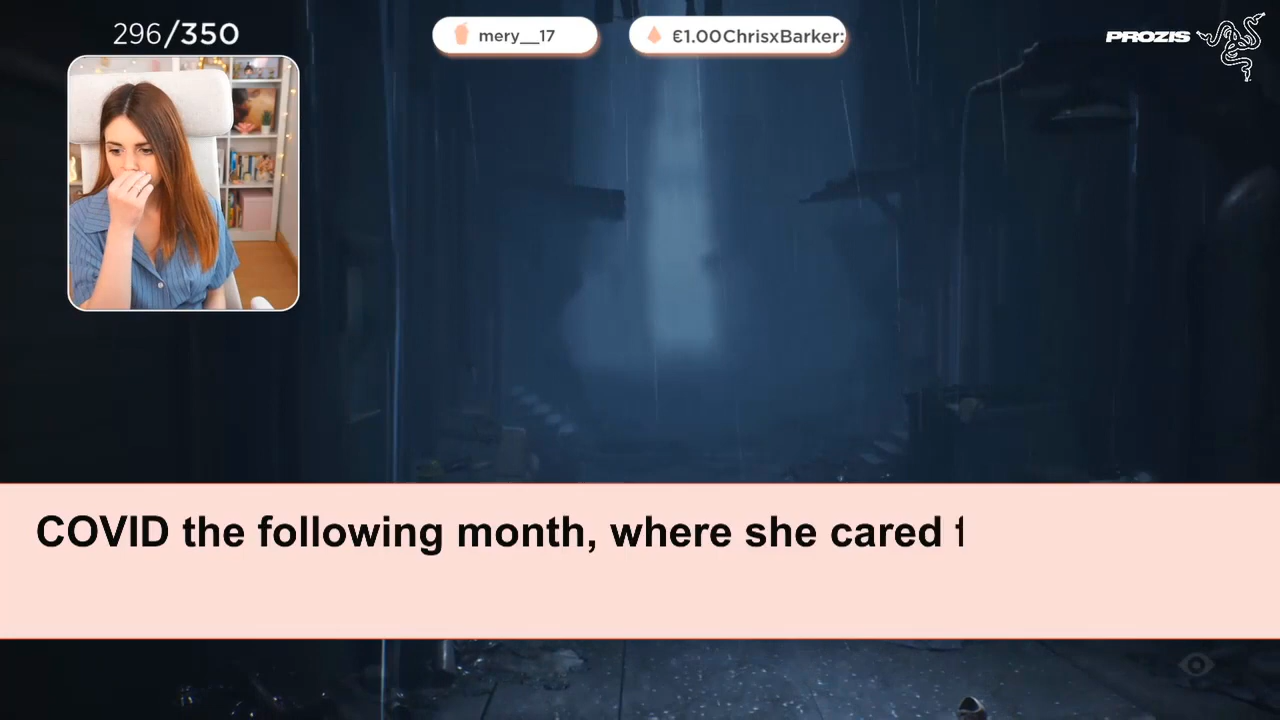 296/350
mery__17
€1.00ChrisxBarker:
PROZIS
COVID the following month, where she cared f